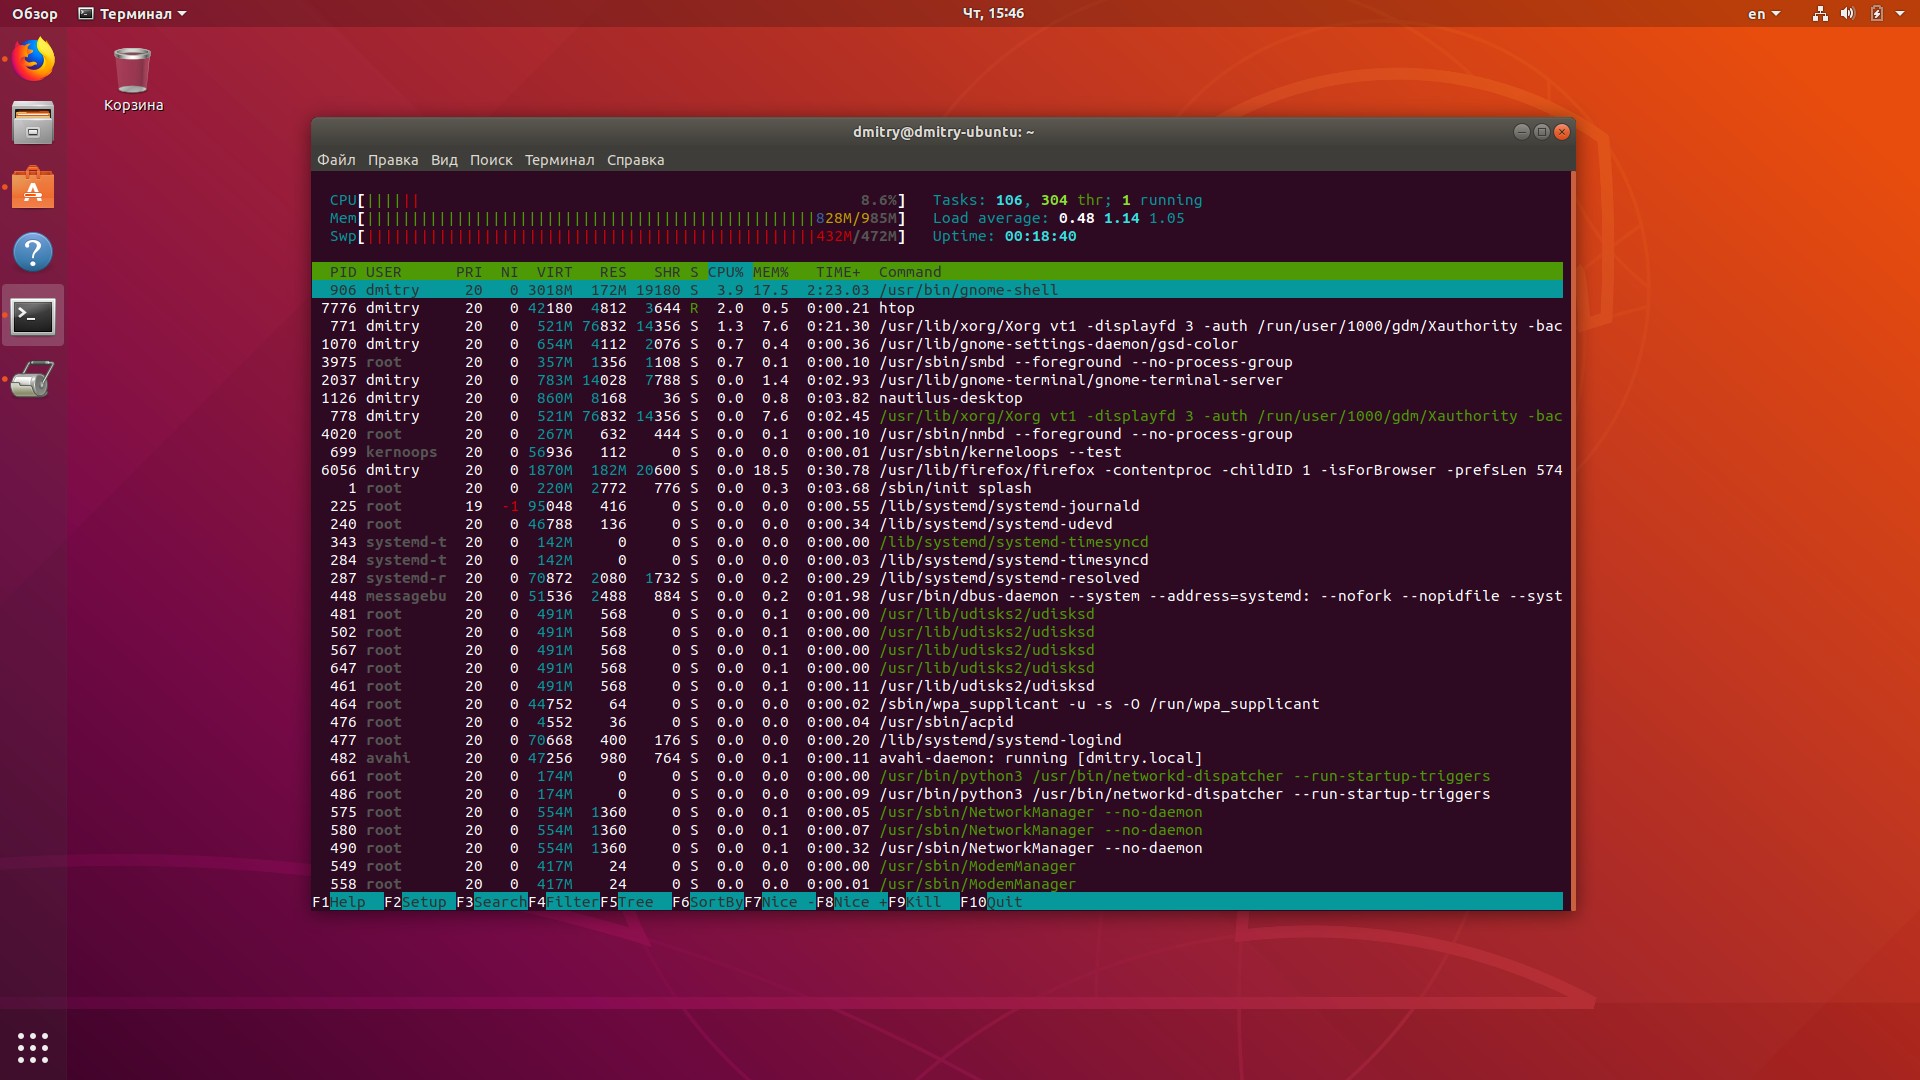 Обзор Терминал Чт, 15:46 en
Корзина
dmitry@dmitry-ubuntu: ~
Файл Правка Вид Поиск Терминал Справка
CPU[|||||| 8.6%] Tasks: 106, 304 thr; 1 running
Mem[||||||||||||||||||||||||||||||||||||||||||||||||||828M/985M] Load average: 0.48 1.14 1.05
Swp[||||||||||||||||||||||||||||||||||||||||||||||||||432M/472M] Uptime: 00:18:40
PID USER PRI NI VIRT RES SHR S CPU% MEM% TIME+ Command
906 dmitry 20 0 3018M 172M 19180 S 3.9 17.5 2:23.03 /usr/bin/gnome-shell
7776 dmitry 20 0 42180 4812 3644 R 2.0 0.5 0:00.21 htop
771 dmitry 20 0 521M 76832 14356 S 1.3 7.6 0:21.30 /usr/lib/xorg/Xorg vt1 -displayfd 3 -auth /run/user/1000/gdm/Xauthority -bac
1070 dmitry 20 0 654M 4112 2076 S 0.7 0.4 0:00.36 /usr/lib/gnome-settings-daemon/gsd-color
3975 root 20 0 357M 1356 1108 S 0.7 0.1 0:00.10 /usr/sbin/smbd --foreground --no-process-group
2037 dmitry 20 0 783M 14028 7788 S 0.0 1.4 0:02.93 /usr/lib/gnome-terminal/gnome-terminal-server
1126 dmitry 20 0 860M 8168 36 S 0.0 0.8 0:03.82 nautilus-desktop
778 dmitry 20 0 521M 76832 14356 S 0.0 7.6 0:02.45 /usr/lib/xorg/Xorg vt1 -displayfd 3 -auth /run/user/1000/gdm/Xauthority -bac
4020 root 20 0 267M 632 444 S 0.0 0.1 0:00.10 /usr/sbin/nmbd --foreground --no-process-group
699 kernoops 20 0 56936 112 0 S 0.0 0.0 0:00.01 /usr/sbin/kerneloops --test
6056 dmitry 20 0 1870M 182M 20600 S 0.0 18.5 0:30.78 /usr/lib/firefox/firefox -contentproc -childID 1 -isForBrowser -prefsLen 574
1 root 20 0 220M 2772 776 S 0.0 0.3 0:03.68 /sbin/init splash
225 root 19 -1 95048 416 0 S 0.0 0.0 0:00.55 /lib/systemd/systemd-journald
240 root 20 0 46788 136 0 S 0.0 0.0 0:00.34 /lib/systemd/systemd-udevd
343 systemd-t 20 0 142M 0 0 S 0.0 0.0 0:00.00 /lib/systemd/systemd-timesyncd
284 systemd-t 20 0 142M 0 0 S 0.0 0.0 0:00.03 /lib/systemd/systemd-timesyncd
287 systemd-r 20 0 70872 2080 1732 S 0.0 0.2 0:00.29 /lib/systemd/systemd-resolved
448 messagebu 20 0 51536 2488 884 S 0.0 0.2 0:01.98 /usr/bin/dbus-daemon --system --address=systemd: --nofork --nopidfile --syst
481 root 20 0 491M 568 0 S 0.0 0.1 0:00.00 /usr/lib/udisks2/udisksd
502 root 20 0 491M 568 0 S 0.0 0.1 0:00.00 /usr/lib/udisks2/udisksd
567 root 20 0 491M 568 0 S 0.0 0.1 0:00.00 /usr/lib/udisks2/udisksd
647 root 20 0 491M 568 0 S 0.0 0.1 0:00.00 /usr/lib/udisks2/udisksd
461 root 20 0 491M 568 0 S 0.0 0.1 0:00.11 /usr/lib/udisks2/udisksd
464 root 20 0 44752 64 0 S 0.0 0.0 0:00.02 /sbin/wpa_supplicant -u -s -O /run/wpa_supplicant
476 root 20 0 4552 36 0 S 0.0 0.0 0:00.04 /usr/sbin/acpid
477 root 20 0 70668 400 176 S 0.0 0.0 0:00.20 /lib/systemd/systemd-logind
482 avahi 20 0 47256 980 764 S 0.0 0.1 0:00.11 avahi-daemon: running [dmitry.local]
661 root 20 0 174M 0 0 S 0.0 0.0 0:00.00 /usr/bin/python3 /usr/bin/networkd-dispatcher --run-startup-triggers
486 root 20 0 174M 0 0 S 0.0 0.0 0:00.09 /usr/bin/python3 /usr/bin/networkd-dispatcher --run-startup-triggers
575 root 20 0 554M 1360 0 S 0.0 0.1 0:00.05 /usr/sbin/NetworkManager --no-daemon
580 root 20 0 554M 1360 0 S 0.0 0.1 0:00.07 /usr/sbin/NetworkManager --no-daemon
490 root 20 0 554M 1360 0 S 0.0 0.1 0:00.32 /usr/sbin/NetworkManager --no-daemon
549 root 20 0 417M 24 0 S 0.0 0.0 0:00.00 /usr/sbin/ModemManager
558 root 20 0 417M 24 0 S 0.0 0.0 0:00.01 /usr/sbin/ModemManager
F1Help F2Setup F3SearchF4FilterF5Tree F6SortByF7Nice -F8Nice +F9Kill F10Quit